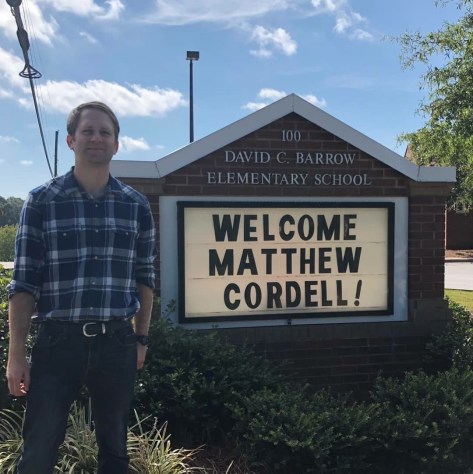 100
DAVID C. BARROW
ELEMENTARY SCHOOL
WELCOME
MATTHEW
CORDELL!